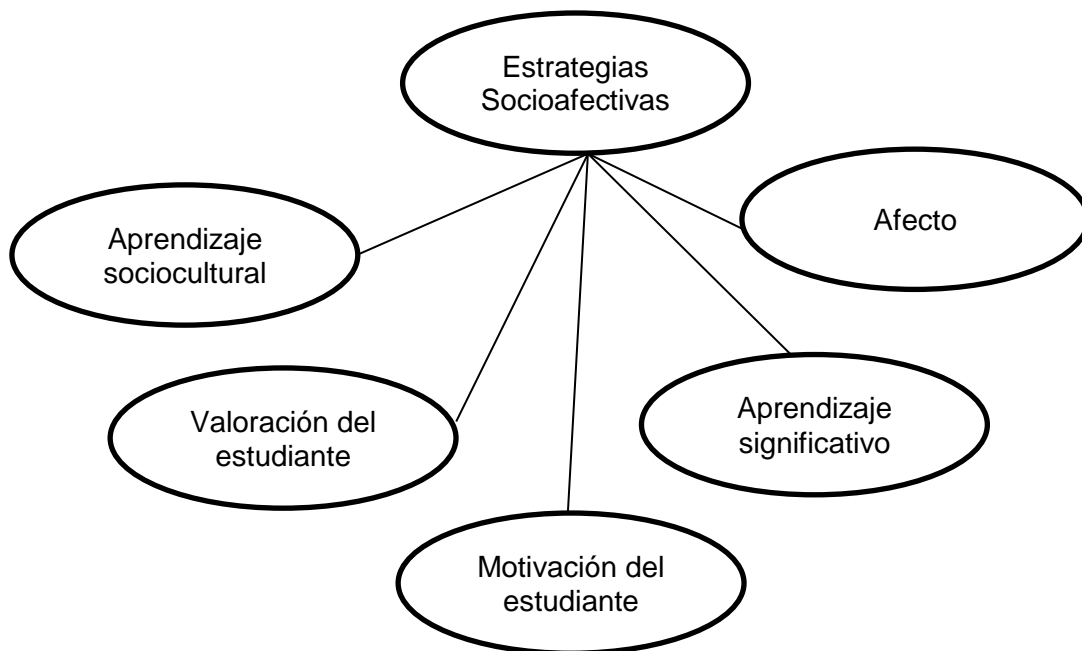 Estrategias
Socioafectivas
Afecto
Aprendizaje
sociocultural
Aprendizaje
significativo
Valoración del
estudiante
Motivación del
estudiante